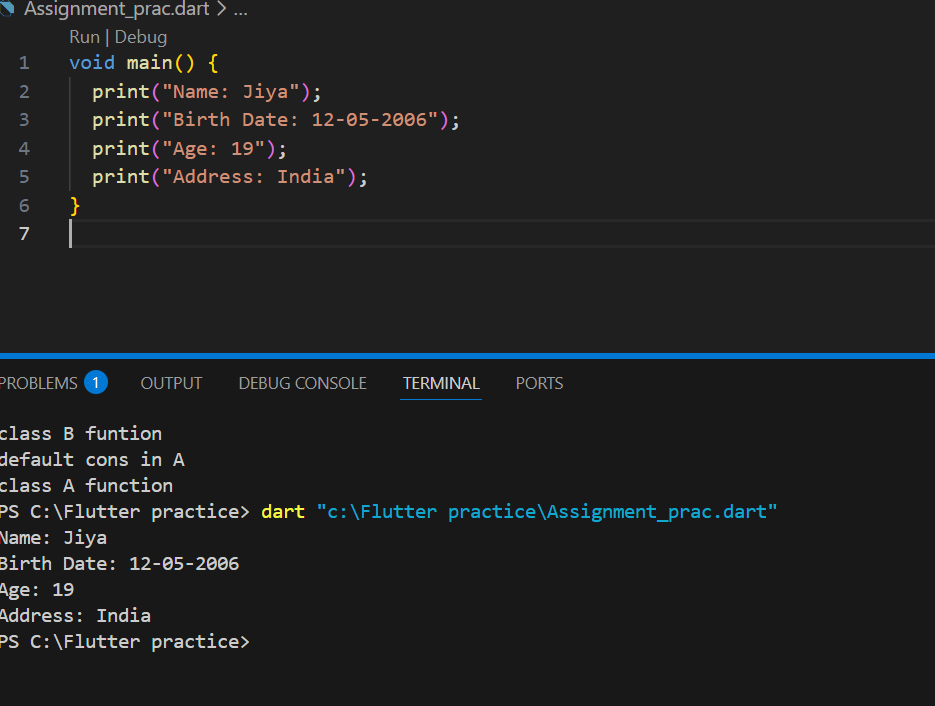 Assignment_prac.dart > ...
Run | Debug
1 void main() {
2 print("Name: Jiya");
3 print("Birth Date: 12-05-2006");
4 print("Age: 19");
5 print("Address: India");
6 }
7
PROBLEMS 1 OUTPUT DEBUG CONSOLE TERMINAL PORTS
class B funtion
default cons in A
class A function
PS C:\Flutter practice> dart "c:\Flutter practice\Assignment_prac.dart"
Name: Jiya
Birth Date: 12-05-2006
Age: 19
Address: India
PS C:\Flutter practice>